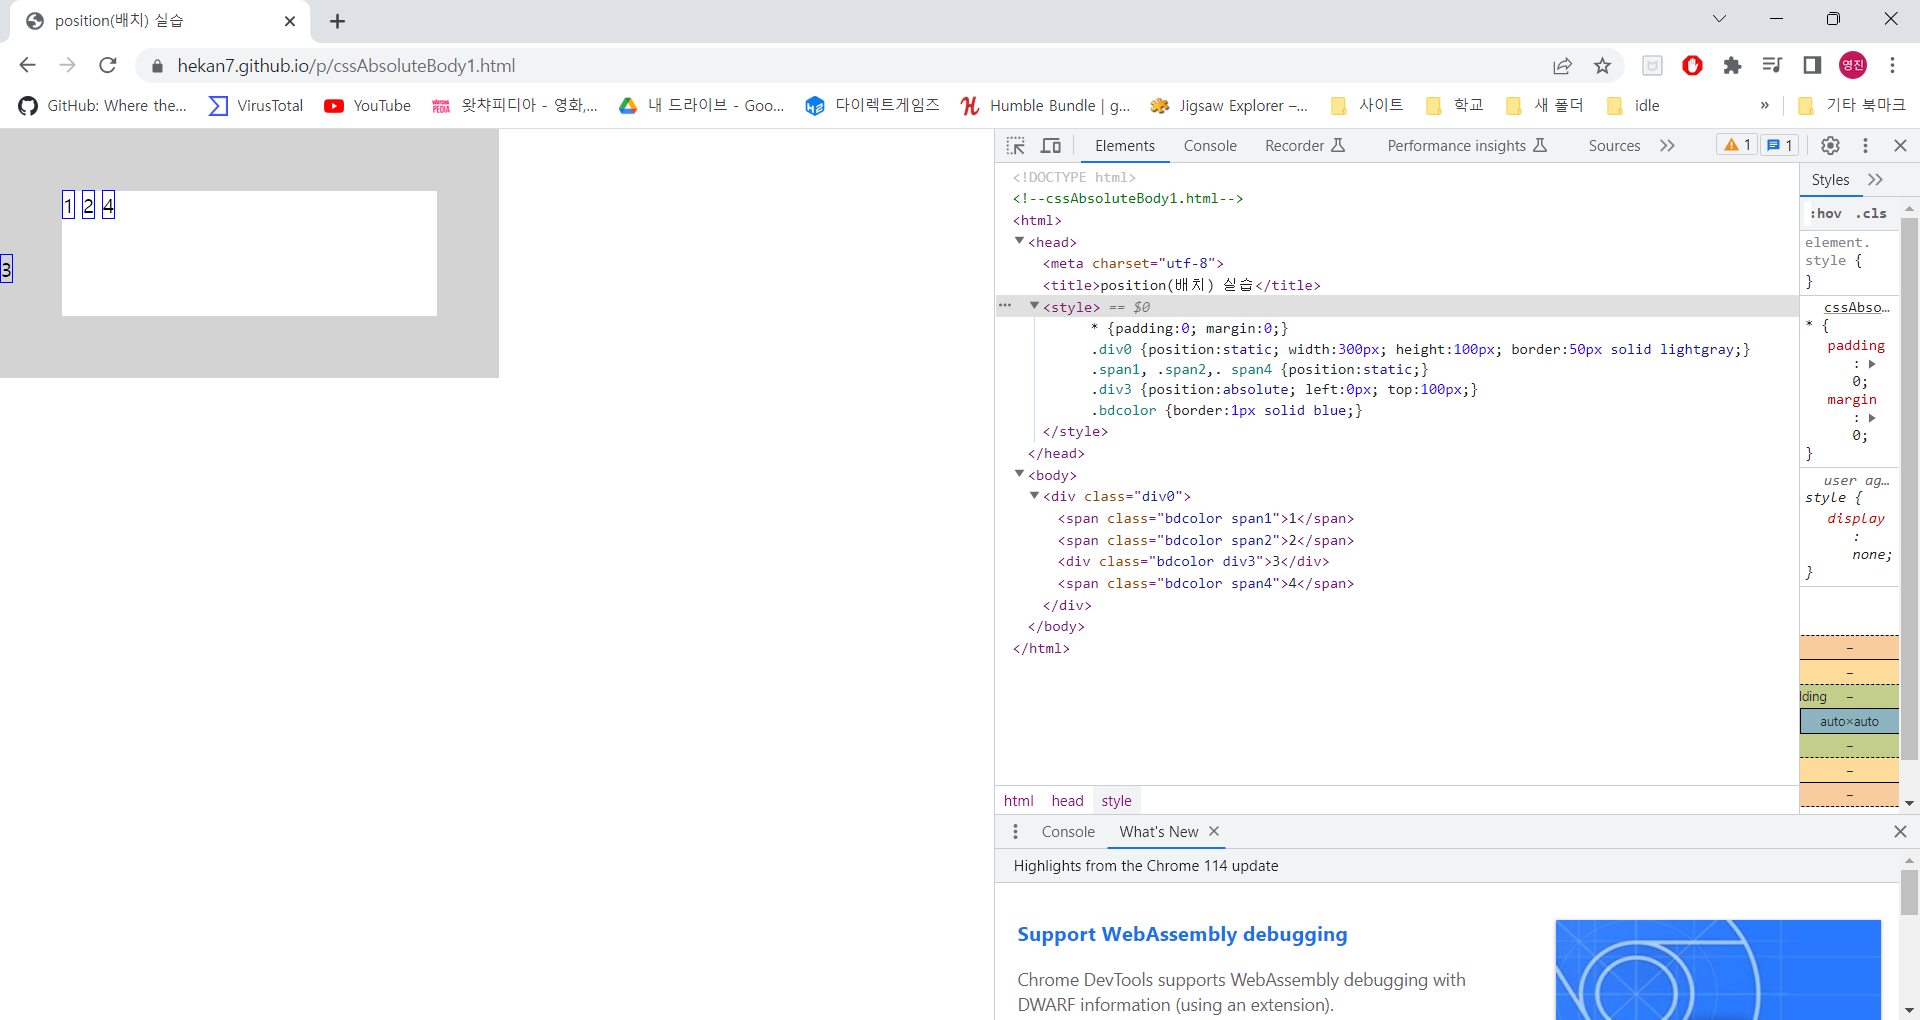 position(배치) 실습
hekan7.github.io/p/cssAbsoluteBody1.html
영진
GitHub: Where the...
VirusTotal
YouTube
WATCHA PEDIA
왓챠피디아 - 영화,...
내 드라이브 - Goo...
다이렉트게임즈
Humble Bundle | g...
Jigsaw Explorer –...
사이트
학교
새 폴더
idle
»
기타 북마크
1 2 4
3
Elements
Console
Recorder
Performance insights
Sources
1
1
<!DOCTYPE html>
<!--cssAbsoluteBody1.html-->
<html>
<head>
<meta charset="utf-8">
<title>position(배치) 실습</title>
<style> == $0
* {padding:0; margin:0;}
.div0 {position:static; width:300px; height:100px; border:50px solid lightgray;}
.span1, .span2,. span4 {position:static;}
.div3 {position:absolute; left:0px; top:100px;}
.bdcolor {border:1px solid blue;}
</style>
</head>
<body>
<div class="div0">
<span class="bdcolor span1">1</span>
<span class="bdcolor span2">2</span>
<div class="bdcolor div3">3</div>
<span class="bdcolor span4">4</span>
</div>
</body>
</html>
html head style
Styles
:hov .cls
element.
style {
}
cssAbso…
* {
padding
:
0;
margin
:
0;
}
user ag…
style {
display
:
none;
}
–
–
lding –
auto×auto
–
–
–
Console
What's New
Highlights from the Chrome 114 update
Support WebAssembly debugging
Chrome DevTools supports WebAssembly debugging with
DWARF information (using an extension).